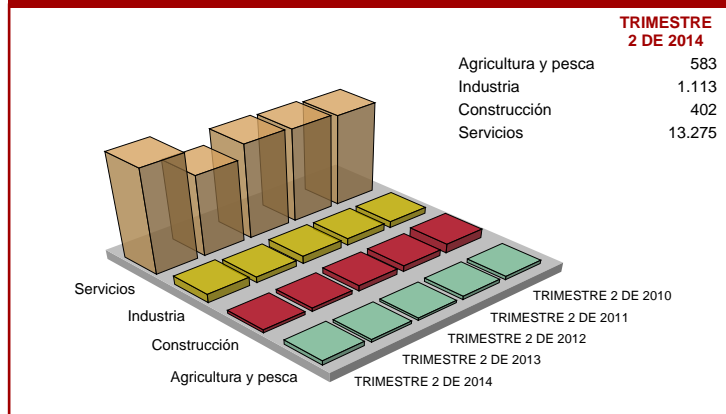 TRIMESTRE
2 DE 2014
Agricultura y pesca 583
Industria 1.113
Construcción 402
Servicios 13.275
Servicios
Industria
Construcción
Agricultura y pesca
TRIMESTRE 2 DE 2010
TRIMESTRE 2 DE 2011
TRIMESTRE 2 DE 2012
TRIMESTRE 2 DE 2013
TRIMESTRE 2 DE 2014